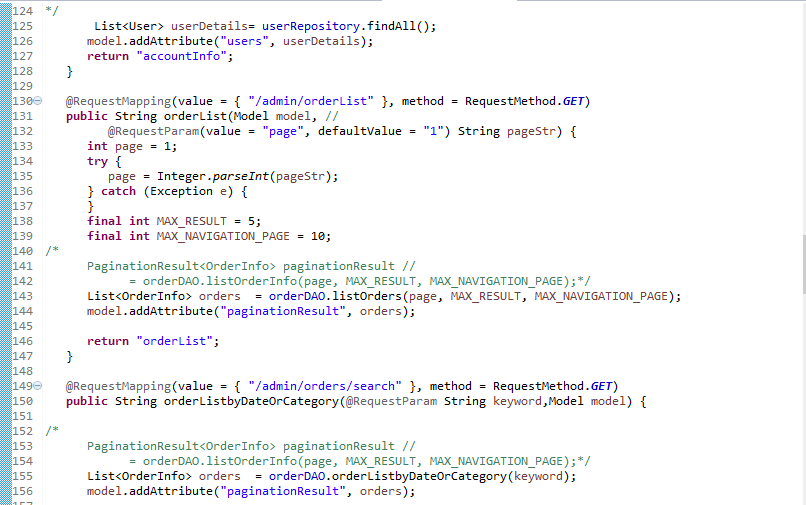 124 */
125 List<User> userDetails= userRepository.findAll();
126 model.addAttribute("users", userDetails);
127 return "accountInfo";
128 }
129
130 @RequestMapping(value = { "/admin/orderList" }, method = RequestMethod.GET)
131 public String orderList(Model model, //
132 @RequestParam(value = "page", defaultValue = "1") String pageStr) {
133 int page = 1;
134 try {
135 page = Integer.parseInt(pageStr);
136 } catch (Exception e) {
137 }
138 final int MAX_RESULT = 5;
139 final int MAX_NAVIGATION_PAGE = 10;
140 /*
141 PaginationResult<OrderInfo> paginationResult //
142 = orderDAO.listOrderInfo(page, MAX_RESULT, MAX_NAVIGATION_PAGE);*/
143 List<OrderInfo> orders  = orderDAO.listOrders(page, MAX_RESULT, MAX_NAVIGATION_PAGE);
144 model.addAttribute("paginationResult", orders);
145
146 return "orderList";
147 }
148
149 @RequestMapping(value = { "/admin/orders/search" }, method = RequestMethod.GET)
150 public String orderListbyDateOrCategory(@RequestParam String keyword,Model model) {
151
152 /*
153 PaginationResult<OrderInfo> paginationResult //
154 = orderDAO.listOrderInfo(page, MAX_RESULT, MAX_NAVIGATION_PAGE);*/
155 List<OrderInfo> orders  = orderDAO.orderListbyDateOrCategory(keyword);
156 model.addAttribute("paginationResult", orders);